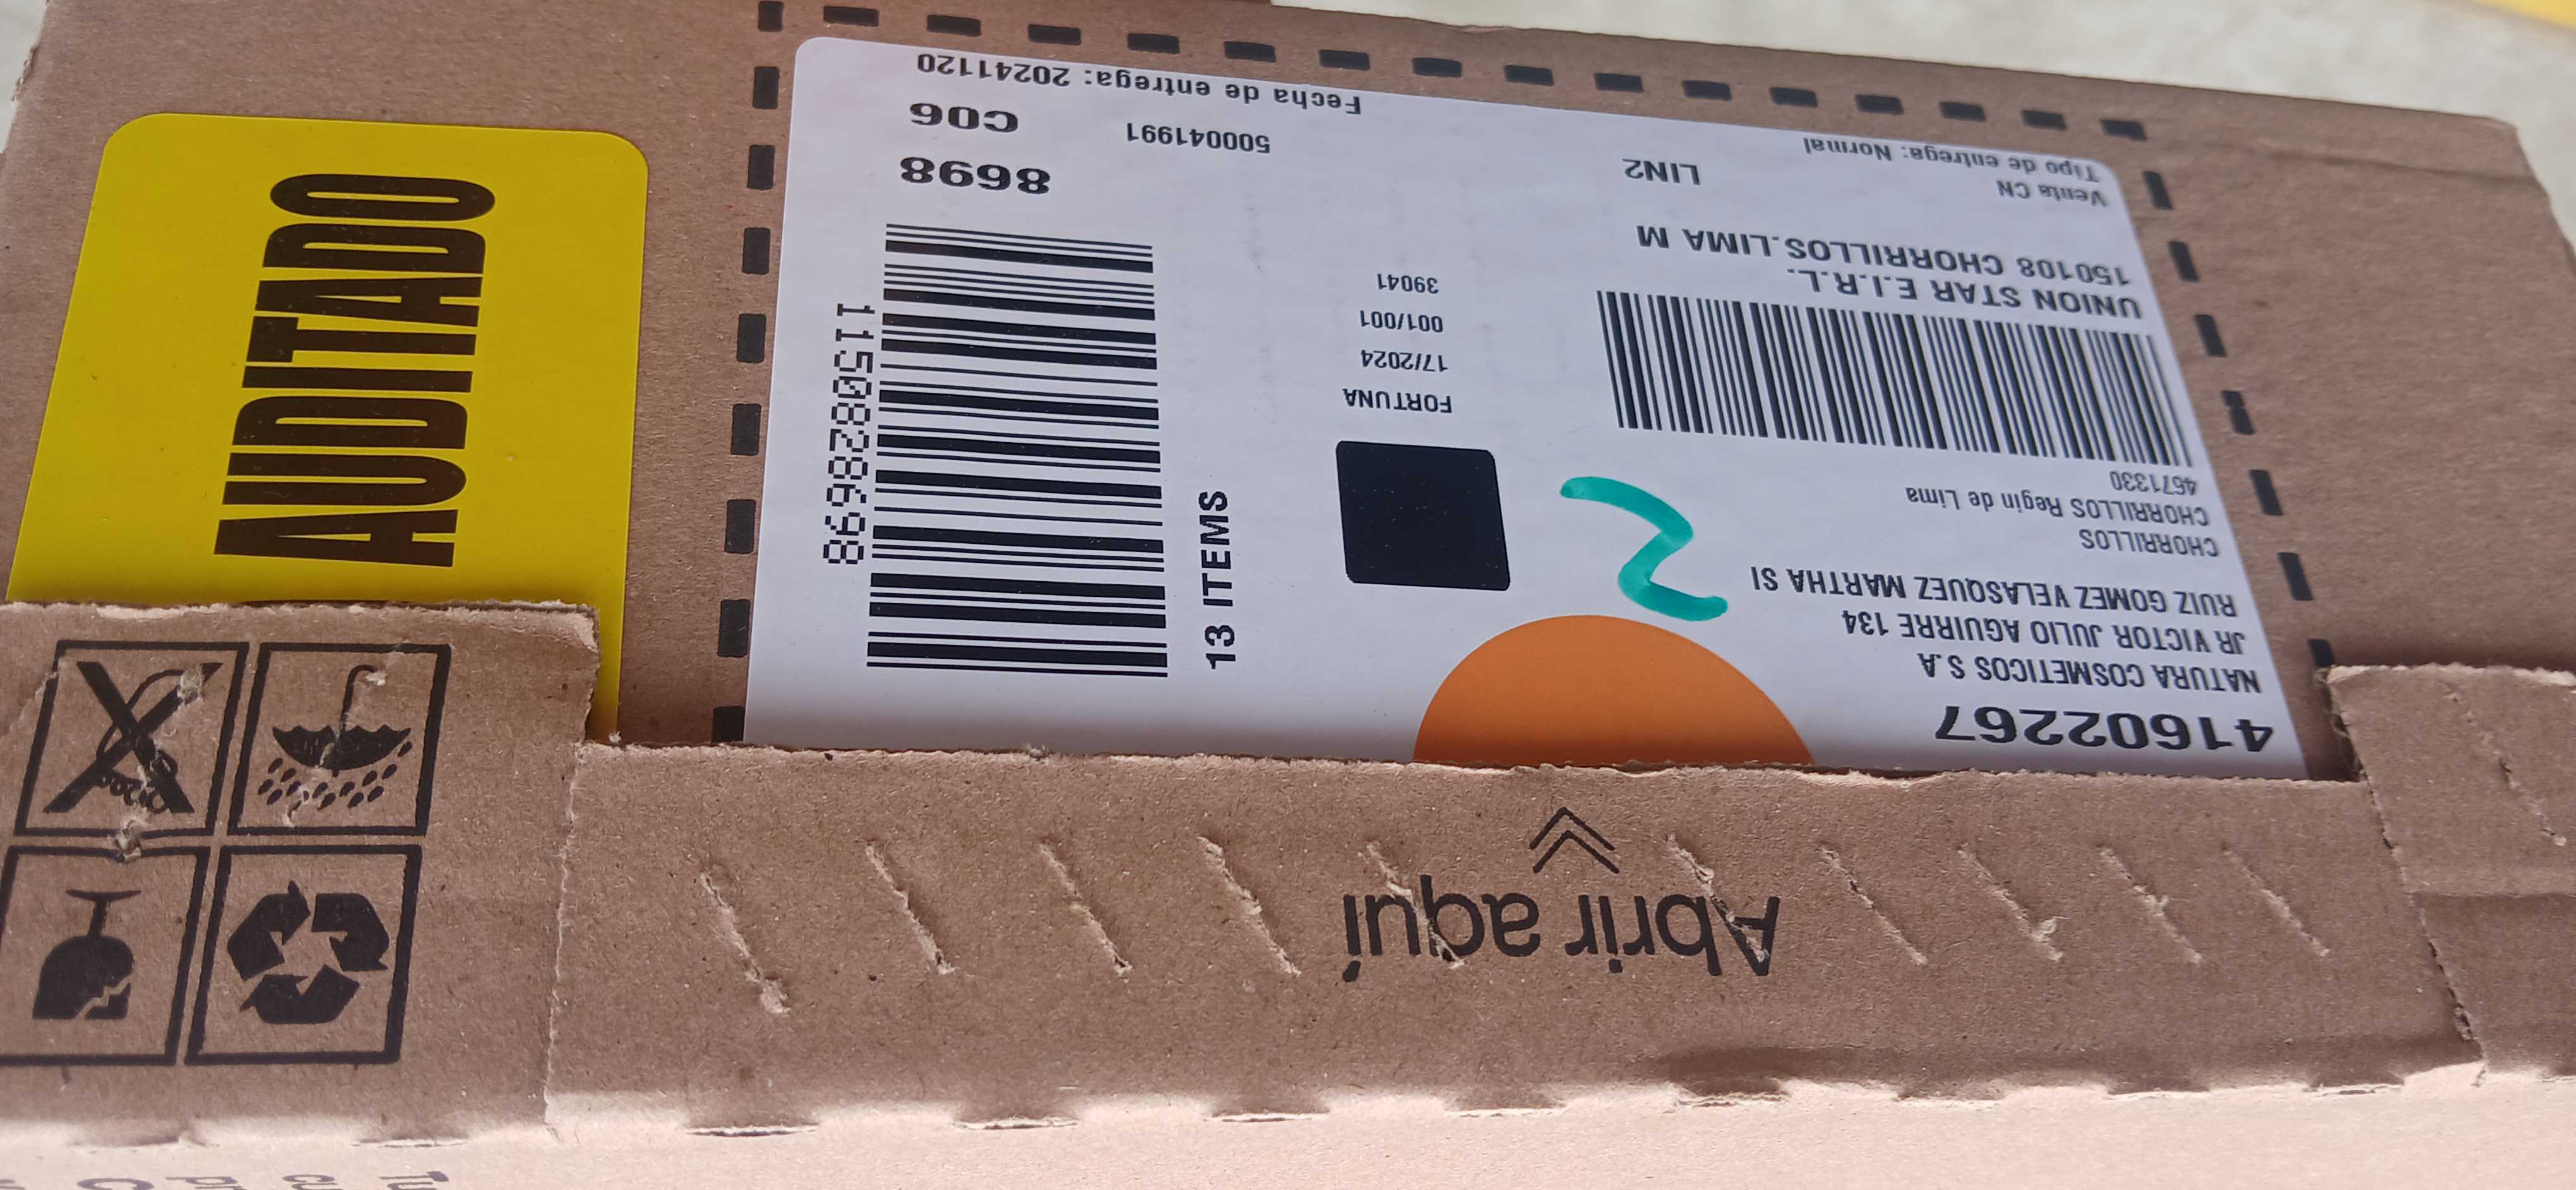 AUDITADO
41602267
NATURA COSMETICOS S.A
JR VICTOR JULIO AGUIRRE 134
RUIZ GOMEZ VELASQUEZ MARTHA SI
CHORRILLOS
CHORRILLOS Regin de Lima
4671330
UNION STAR E.I.R.L.
150108 CHORRILLOS.LIMA M
Venta CN
Tipo de entrega: Normal
LIN2
2
FORTUNA
17/2024
001/001
39041
13 ITEMS
1150828698
8698
C06
500041991
Fecha de entrega: 20241120
Abrir aquí